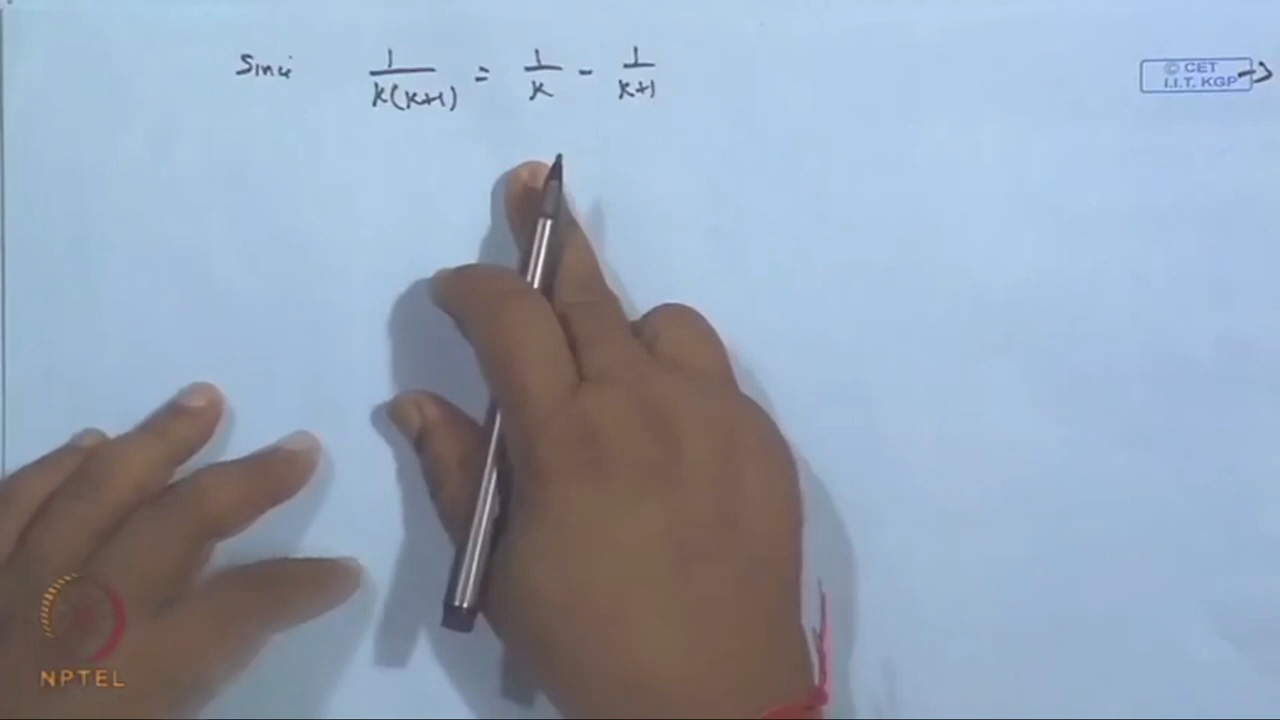 Since 1/k(k+1) = 1/k - 1/k+1
© CET
I.I.T. KGP
NPTEL